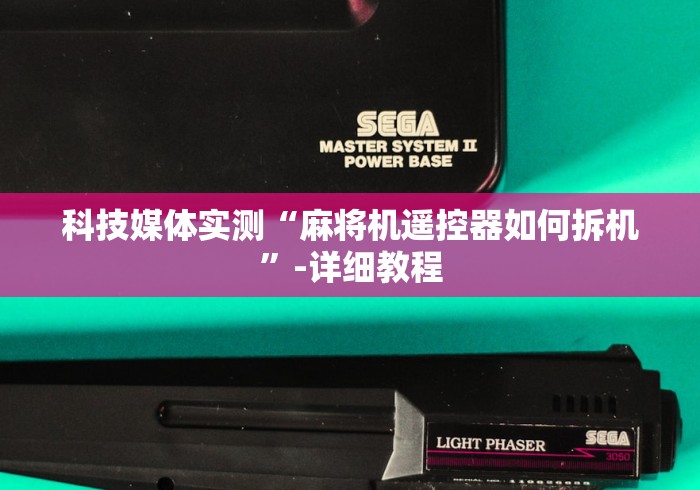 SEGA
MASTER SYSTEM II
POWER BASE
科技媒体实测“麻将机遥控器如何拆机
”-详细教程
LIGHT PHASER
SEGA
3050